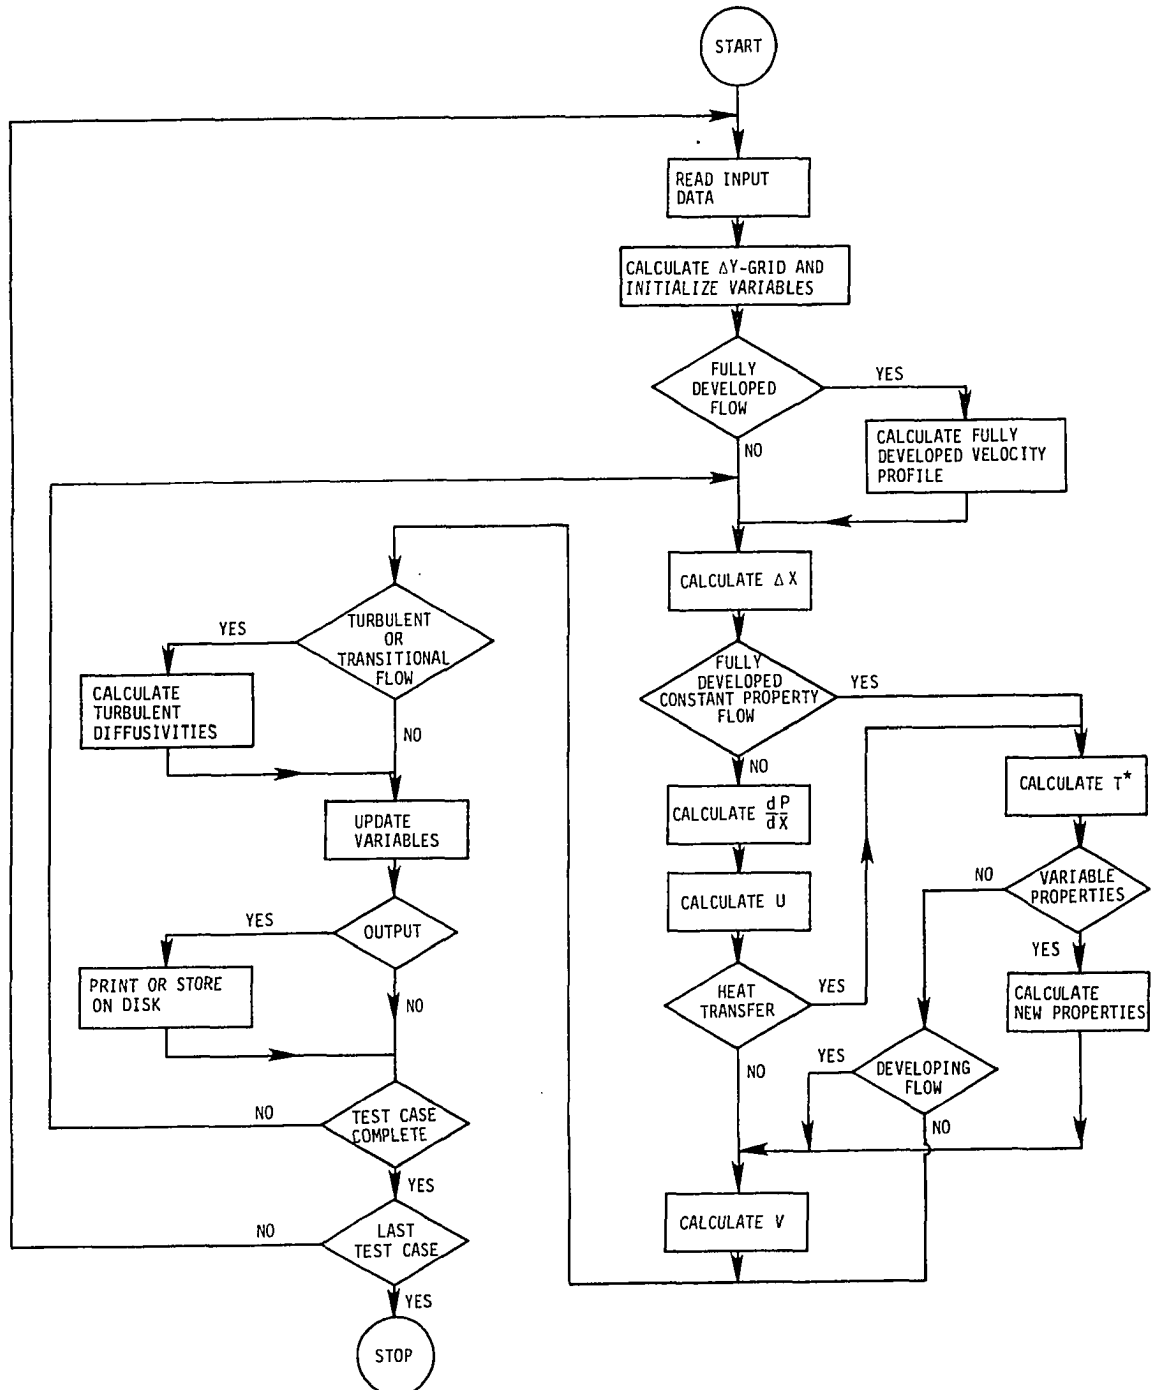 START
READ INPUT
DATA
CALCULATE ΔY-GRID AND
INITIALIZE VARIABLES
FULLY
DEVELOPED
FLOW
YES
NO
CALCULATE FULLY
DEVELOPED VELOCITY
PROFILE
CALCULATE ΔX
FULLY
DEVELOPED
CONSTANT PROPERTY
FLOW
YES
NO
CALCULATE dP
dX
CALCULATE U
HEAT
TRANSFER
YES
NO
CALCULATE T*
VARIABLE
PROPERTIES
NO
YES
CALCULATE
NEW PROPERTIES
DEVELOPING
FLOW
YES
NO
CALCULATE V
TURBULENT
OR
TRANSITIONAL
FLOW
YES
NO
CALCULATE
TURBULENT
DIFFUSIVITIES
UPDATE
VARIABLES
OUTPUT
YES
NO
PRINT OR STORE
ON DISK
TEST CASE
COMPLETE
NO
YES
LAST
TEST CASE
NO
YES
STOP